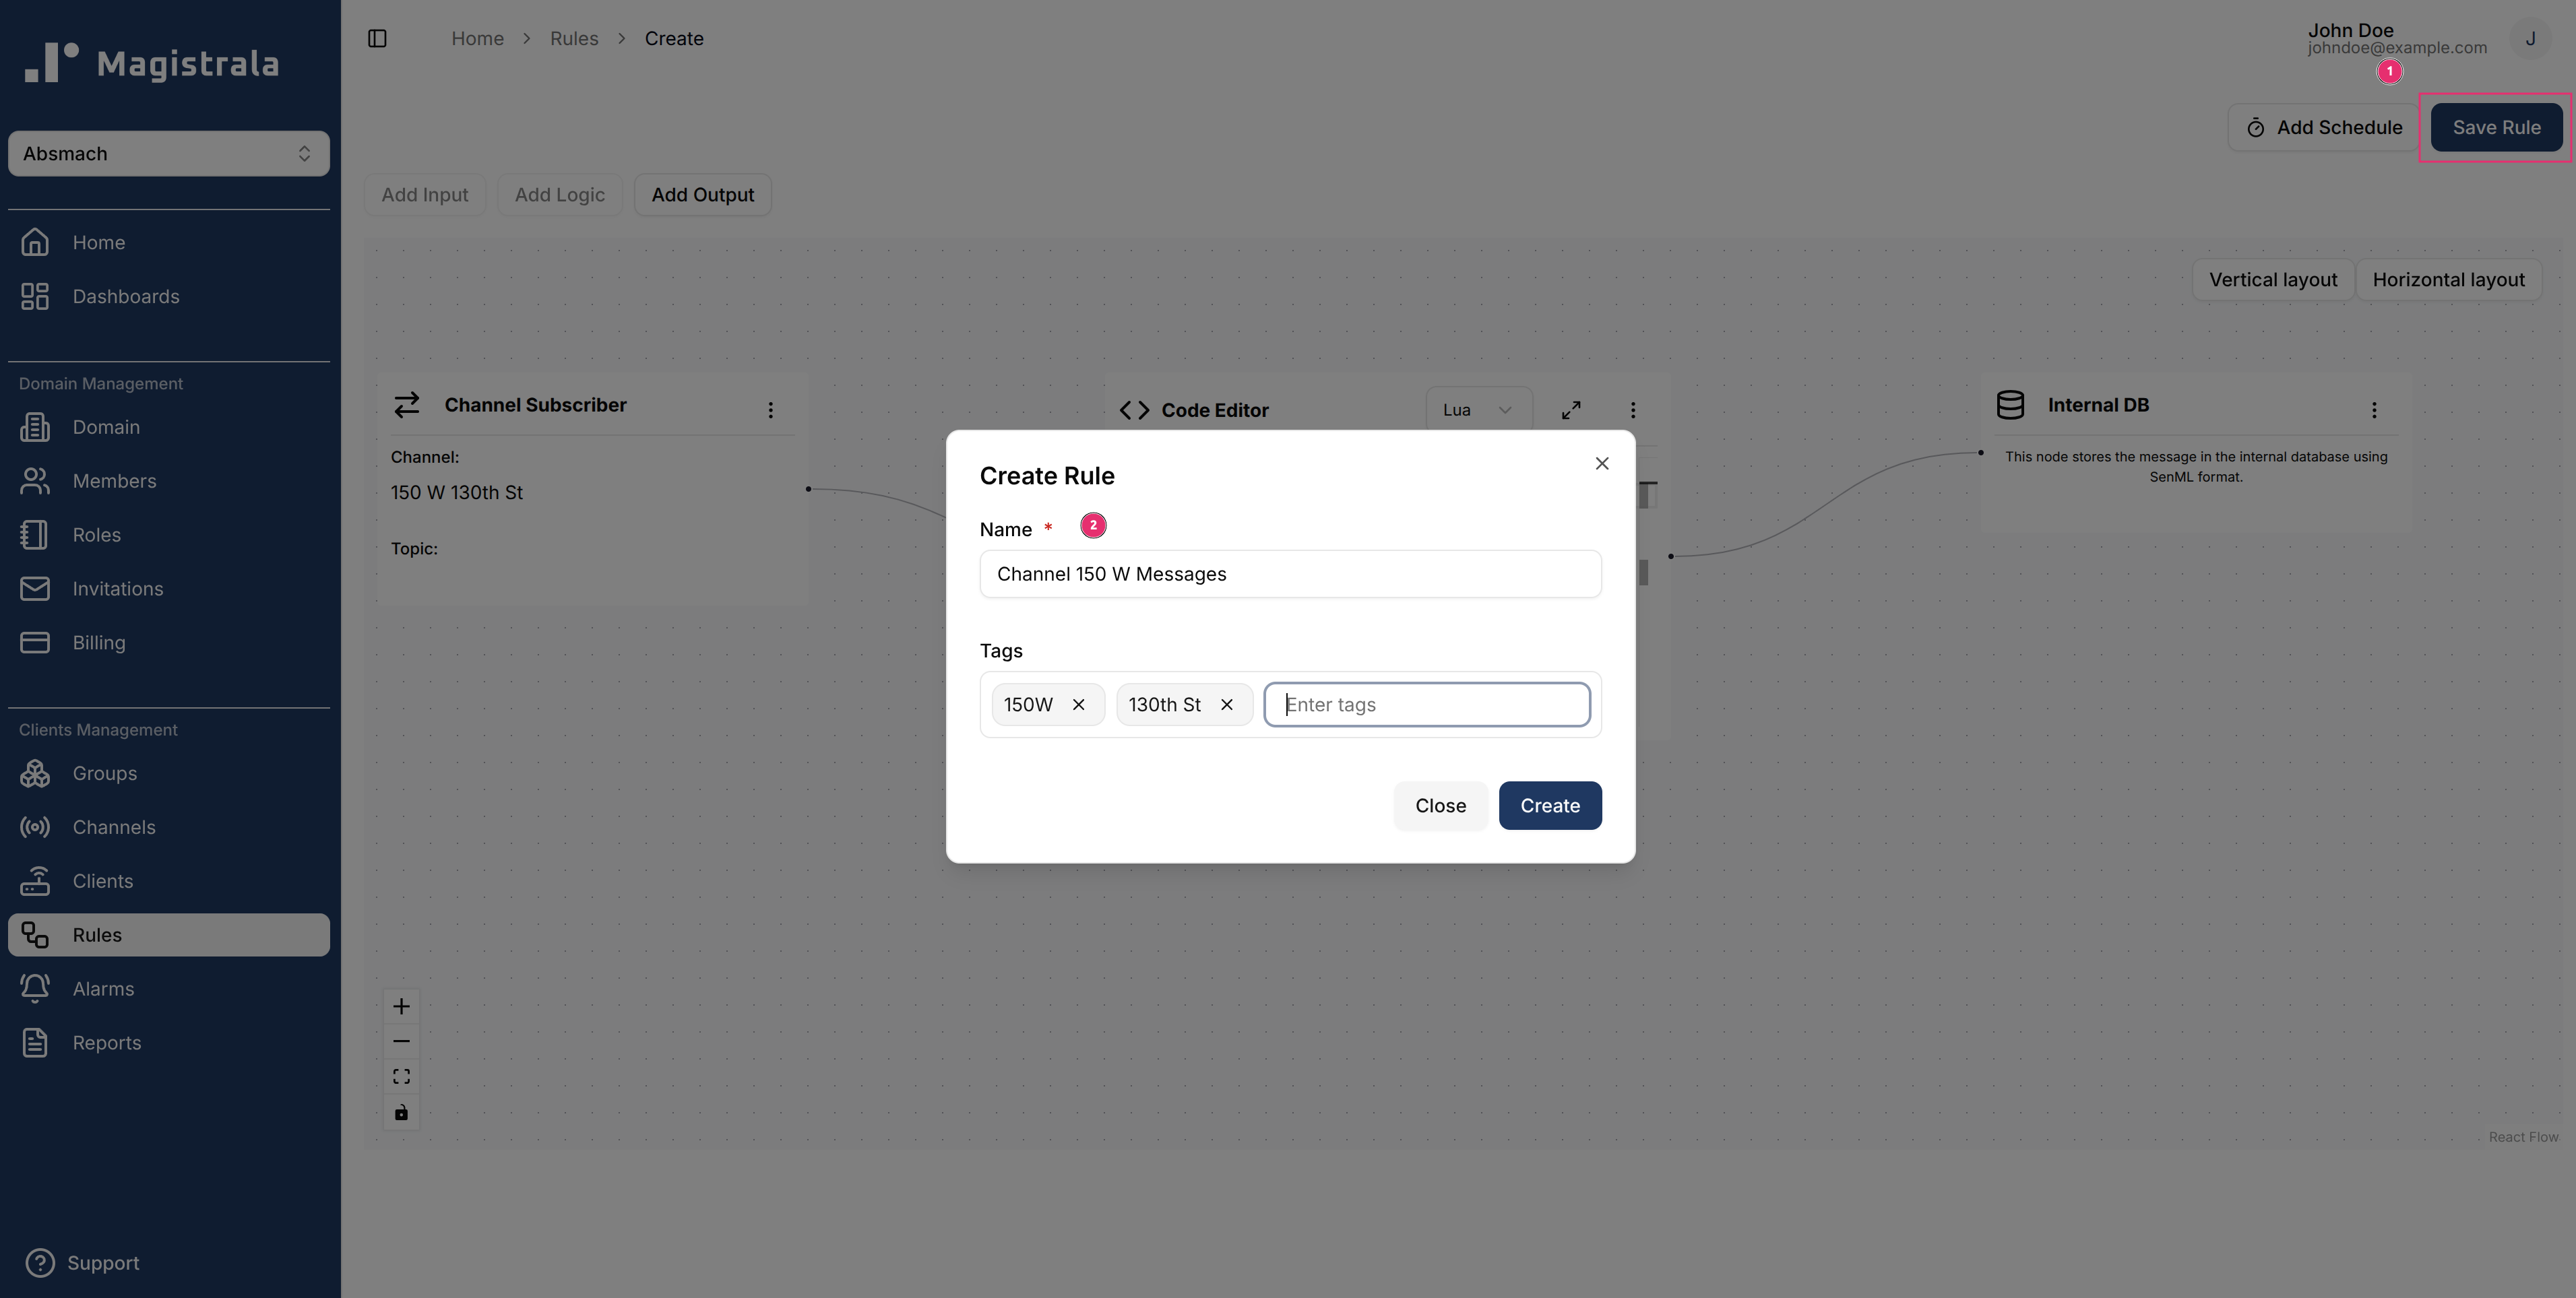 Magistrala
Absmach
Home
Dashboards
Domain Management
Domain
Members
Roles
Invitations
Billing
Clients Management
Groups
Channels
Clients
Rules
Alarms
Reports
Support
Home > Rules > Create
John Doe
johndoe@example.com
J
1
Add Schedule
Save Rule
Add Input
Add Logic
Add Output
Vertical layout
Horizontal layout
Channel Subscriber
Channel:
150 W 130th St
Topic:
Code Editor
Lua
Internal DB
This node stores the message in the internal database using
SenML format.
Create Rule
Name *
2
Channel 150 W Messages
Tags
150W
130th St
Enter tags
Close
Create
React Flow